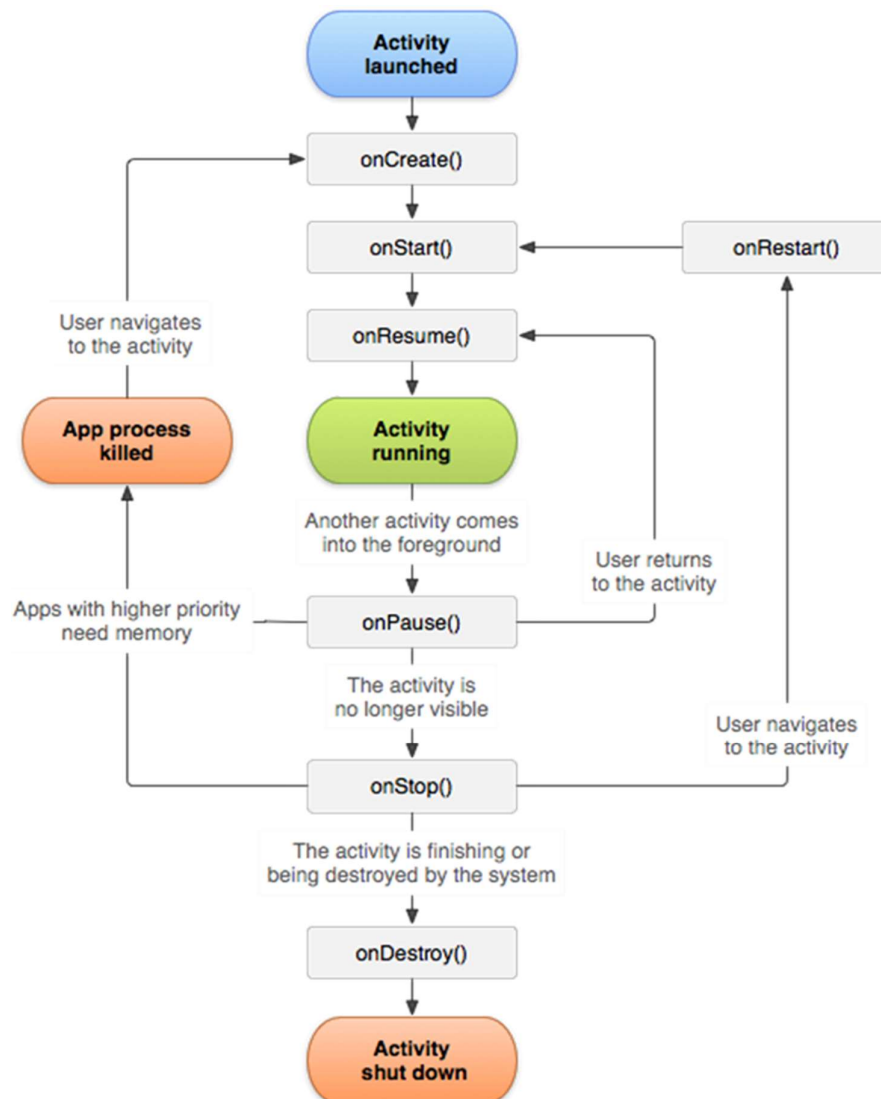 Activity
launched
onCreate()
onStart()
onRestart()
onResume()
User navigates
to the activity
App process
killed
Activity
running
Another activity comes
into the foreground
User returns
to the activity
Apps with higher priority
need memory
onPause()
The activity is
no longer visible
User navigates
to the activity
onStop()
The activity is finishing or
being destroyed by the system
onDestroy()
Activity
shut down